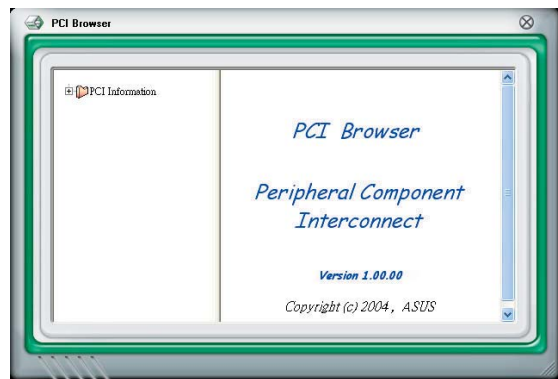 PCI Browser
PCI Information
PCI Browser
Peripheral Component
Interconnect
Version 1.00.00
Copyright (c) 2004, ASUS